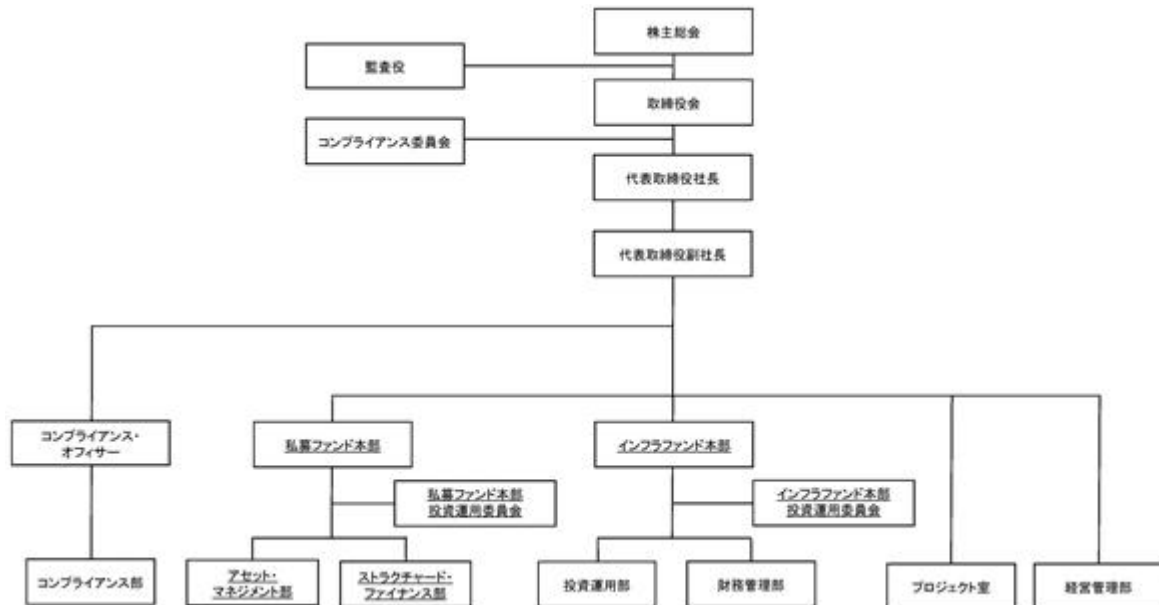 株主総会
監査役
取締役会
コンプライアンス委員会
代表取締役社長
代表取締役副社長
コンプライアンス・
オフィサー
私募ファンド本部
インフラファンド本部
私募ファンド本部
投資運用委員会
インフラファンド本部
投資運用委員会
コンプライアンス部
アセット・
マネジメント部
ストラクチャード・
ファイナンス部
投資運用部
財務管理部
プロジェクト室
経営管理部